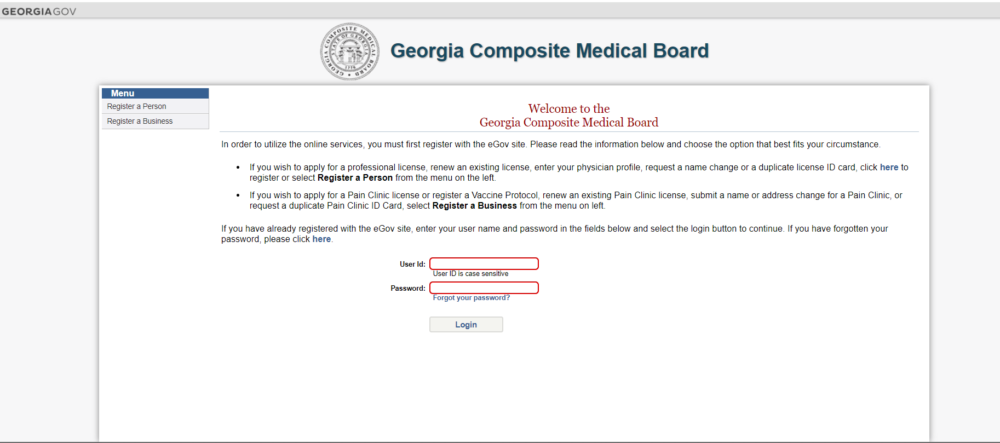 GEORGIAGOV
GEORGIA COMPOSITE MEDICAL BOARD
STATE OF GEORGIA
CONSTITUTION
1776
Georgia Composite Medical Board
Menu
Register a Person
Register a Business
Welcome to the
Georgia Composite Medical Board
In order to utilize the online services, you must first register with the eGov site. Please read the information below and choose the option that best fits your circumstance.
• If you wish to apply for a professional license, renew an existing license, enter your physician profile, request a name change or a duplicate license ID card, click here to
register or select Register a Person from the menu on the left.
• If you wish to apply for a Pain Clinic license or register a Vaccine Protocol, renew an existing Pain Clinic license, submit a name or address change for a Pain Clinic, or
request a duplicate Pain Clinic ID Card, select Register a Business from the menu on left.
If you have already registered with the eGov site, enter your user name and password in the fields below and select the login button to continue. If you have forgotten your
password, please click here.
User Id:
User ID is case sensitive
Password:
Forgot your password?
Login